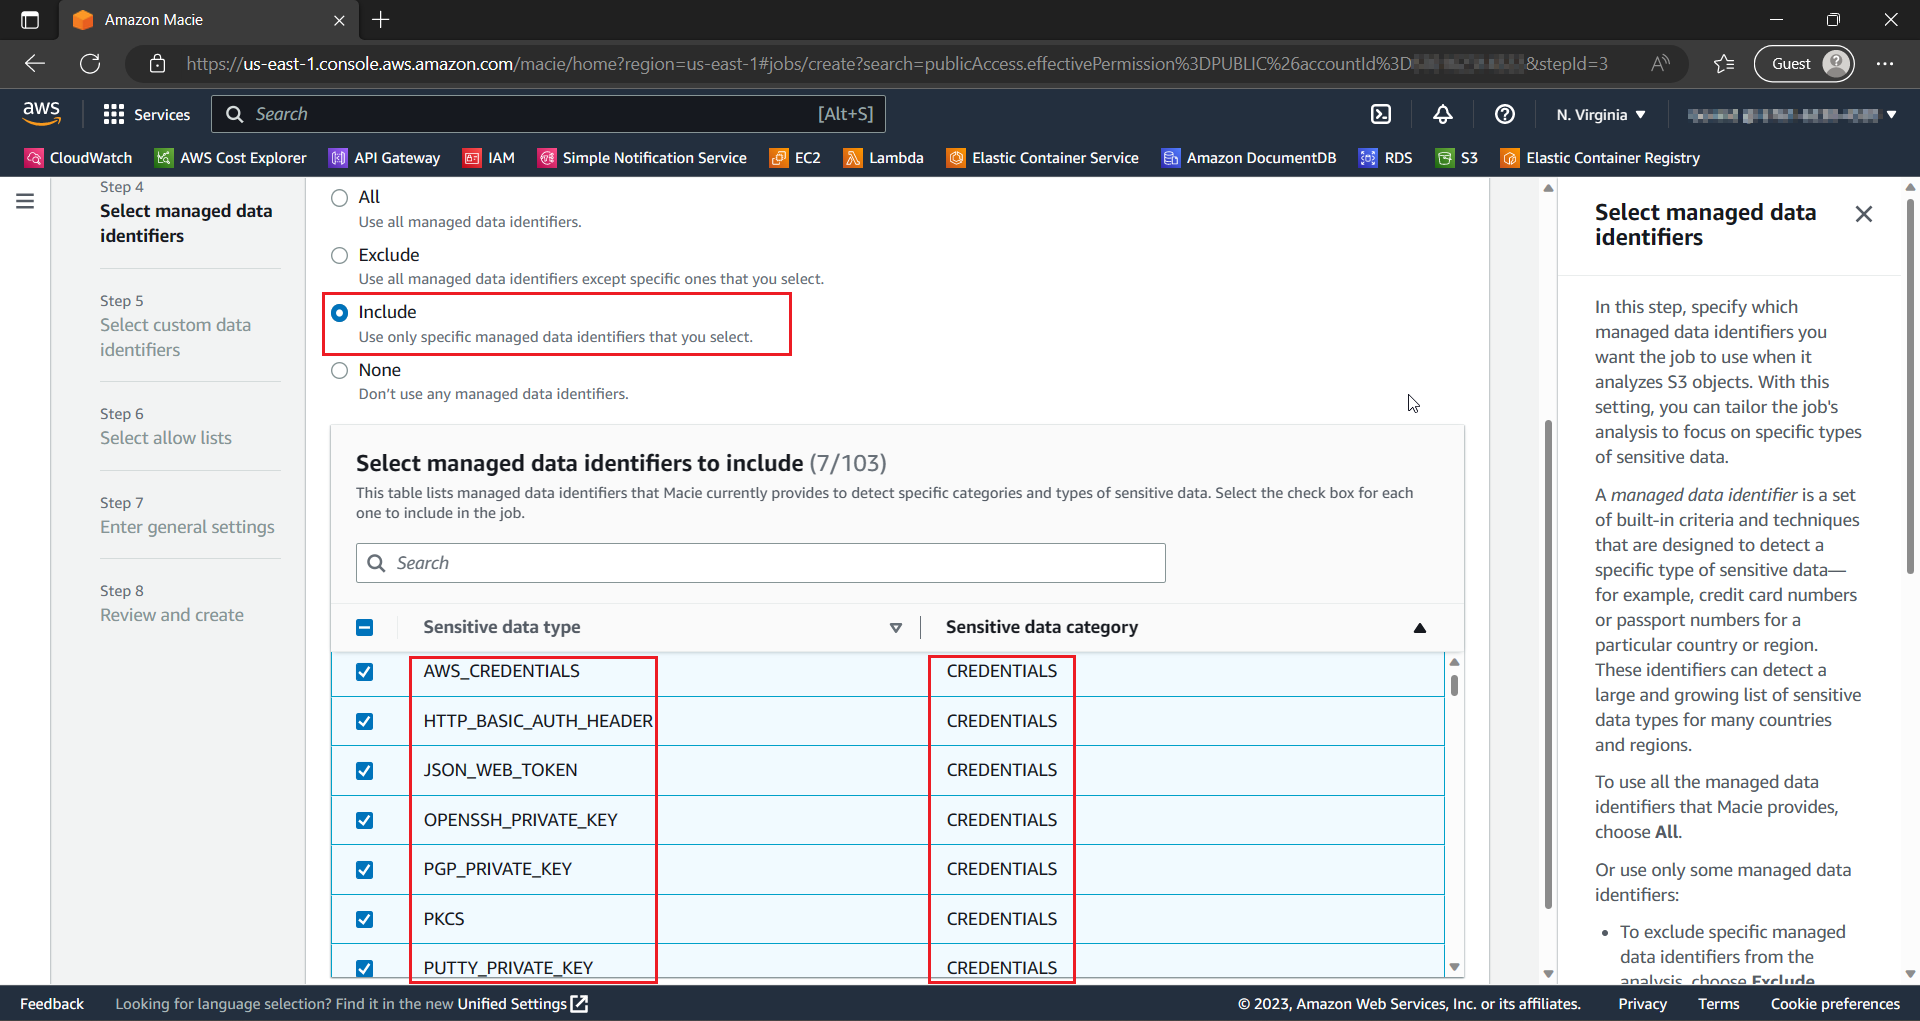 Amazon Macie
https://us-east-1.console.aws.amazon.com/macie/home?region=us-east-1#jobs/create?search=publicAccess.effectivePermission%3DPUBLIC%26accountId%3D &stepId=3
Guest
aws
Services
Search
[Alt+S]
N. Virginia
CloudWatch
AWS Cost Explorer
API Gateway
IAM
Simple Notification Service
EC2
Lambda
Elastic Container Service
Amazon DocumentDB
RDS
S3
Elastic Container Registry
Step 4
Select managed data
identifiers
Step 5
Select custom data
identifiers
Step 6
Select allow lists
Step 7
Enter general settings
Step 8
Review and create
All
Use all managed data identifiers.
Exclude
Use all managed data identifiers except specific ones that you select.
Include
Use only specific managed data identifiers that you select.
None
Don't use any managed data identifiers.
Select managed data identifiers to include (7/103)
This table lists managed data identifiers that Macie currently provides to detect specific categories and types of sensitive data. Select the check box for each
one to include in the job.
Search
Sensitive data type
Sensitive data category
AWS_CREDENTIALS CREDENTIALS
HTTP_BASIC_AUTH_HEADER CREDENTIALS
JSON_WEB_TOKEN CREDENTIALS
OPENSSH_PRIVATE_KEY CREDENTIALS
PGP_PRIVATE_KEY CREDENTIALS
PKCS CREDENTIALS
PUTTY_PRIVATE_KEY CREDENTIALS
Select managed data
identifiers
In this step, specify which
managed data identifiers you
want the job to use when it
analyzes S3 objects. With this
setting, you can tailor the job's
analysis to focus on specific types
of sensitive data.
A managed data identifier is a set
of built-in criteria and techniques
that are designed to detect a
specific type of sensitive data—
for example, credit card numbers
or passport numbers for a
particular country or region.
These identifiers can detect a
large and growing list of sensitive
data types for many countries
and regions.
To use all the managed data
identifiers that Macie provides,
choose All.
Or use only some managed data
identifiers:
• To exclude specific managed
data identifiers from the
analysis, choose Exclude
Feedback
Looking for language selection? Find it in the new Unified Settings
© 2023, Amazon Web Services, Inc. or its affiliates.
Privacy
Terms
Cookie preferences